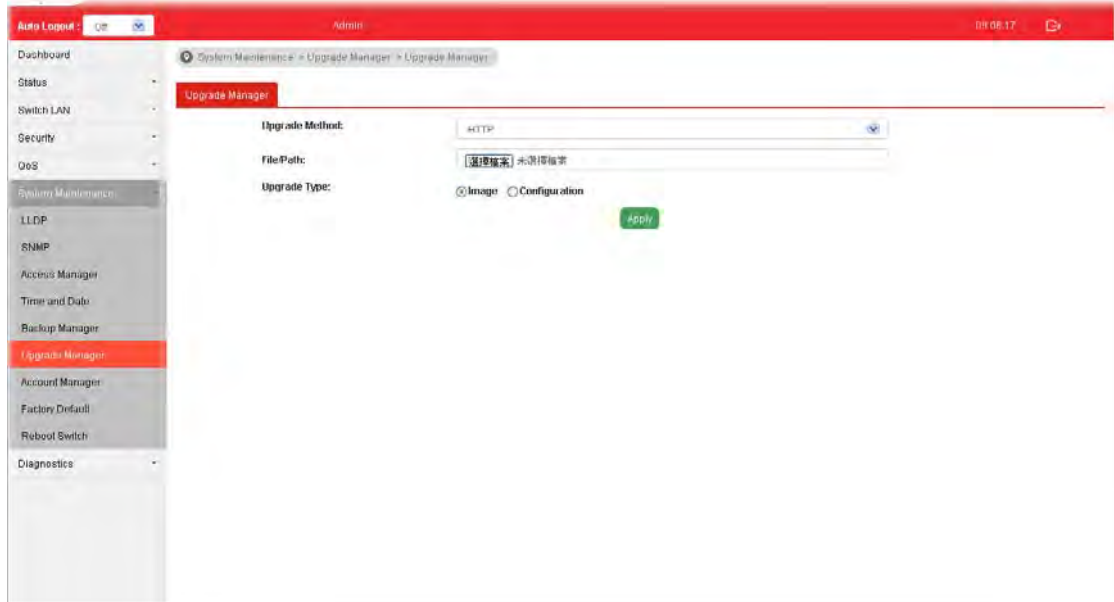 Auto Logout : Off
Admin
Dashboard
Status
Switch LAN
Security
QoS
System Maintenance
LLDP
SNMP
Access Manager
Time and Date
Backup Manager
Upgrade Manager
Account Manager
Factory Default
Reboot Switch
Diagnostics
System Maintenance > Upgrade Manager > Upgrade Manager
Upgrade Manager
Upgrade Method: HTTP
File/Path: 選擇檔案 未選擇檔案
Upgrade Type: Image Configuration
Apply